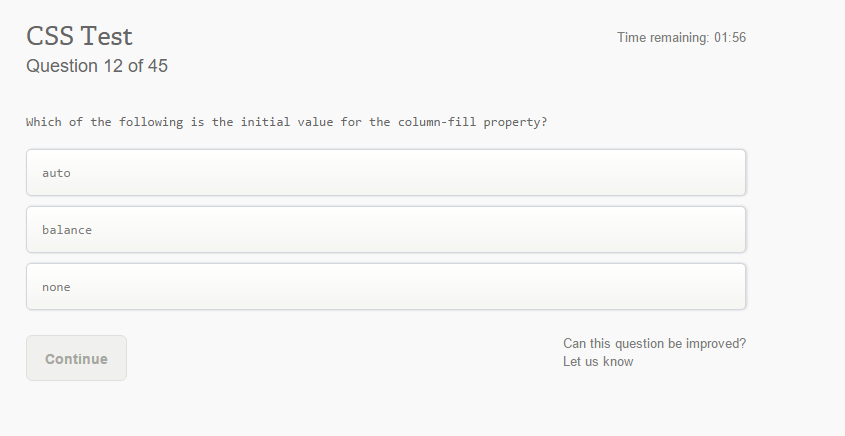 CSS Test
Time remaining: 01:56
Question 12 of 45
Which of the following is the initial value for the column-fill property?
auto
balance
none
Continue
Can this question be improved?
Let us know